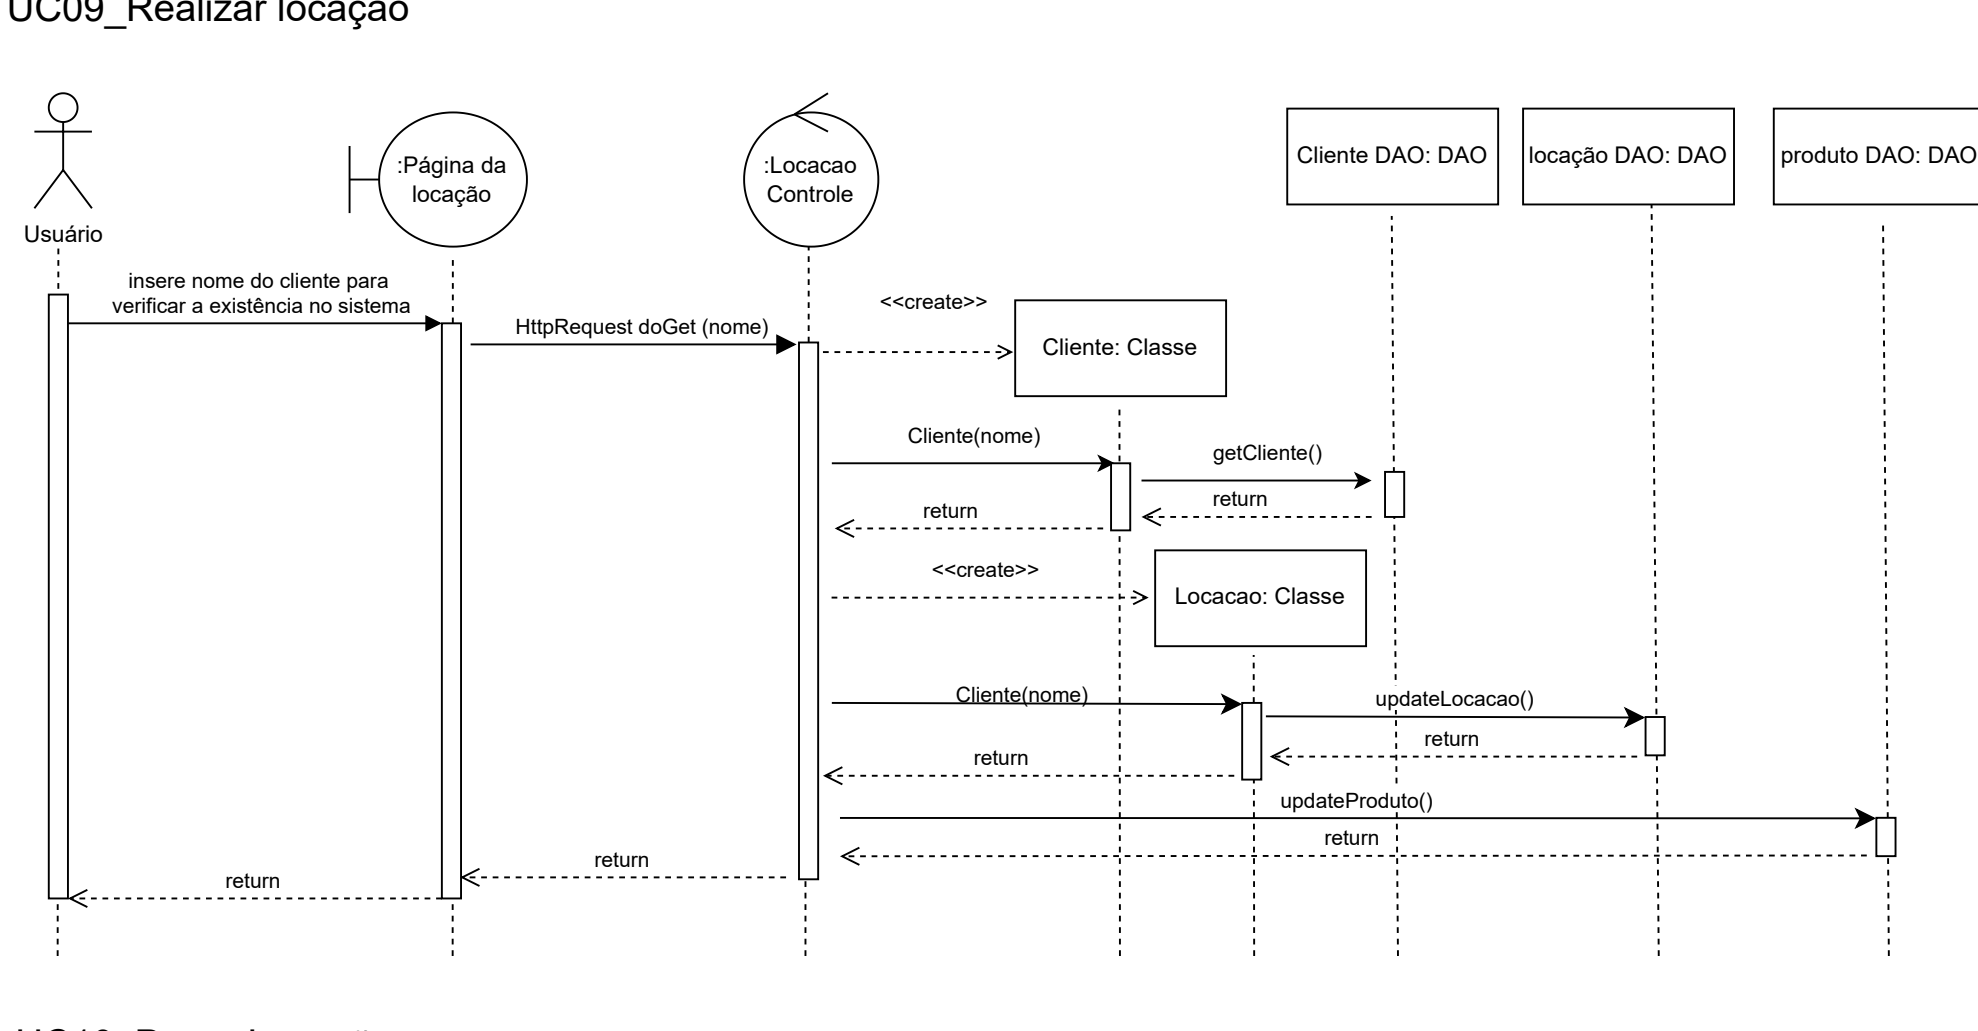 UC09_Realizar locação
:Página da
locação
:Locacao
Controle
Cliente DAO: DAO
locação DAO: DAO
produto DAO: DAO
Usuário
insere nome do cliente para
verificar a existência no sistema
HttpRequest doGet (nome)
<<create>>
Cliente: Classe
Cliente(nome)
getCliente()
return
return
<<create>>
Locacao: Classe
Cliente(nome)
updateLocacao()
return
return
updateProduto()
return
return
return